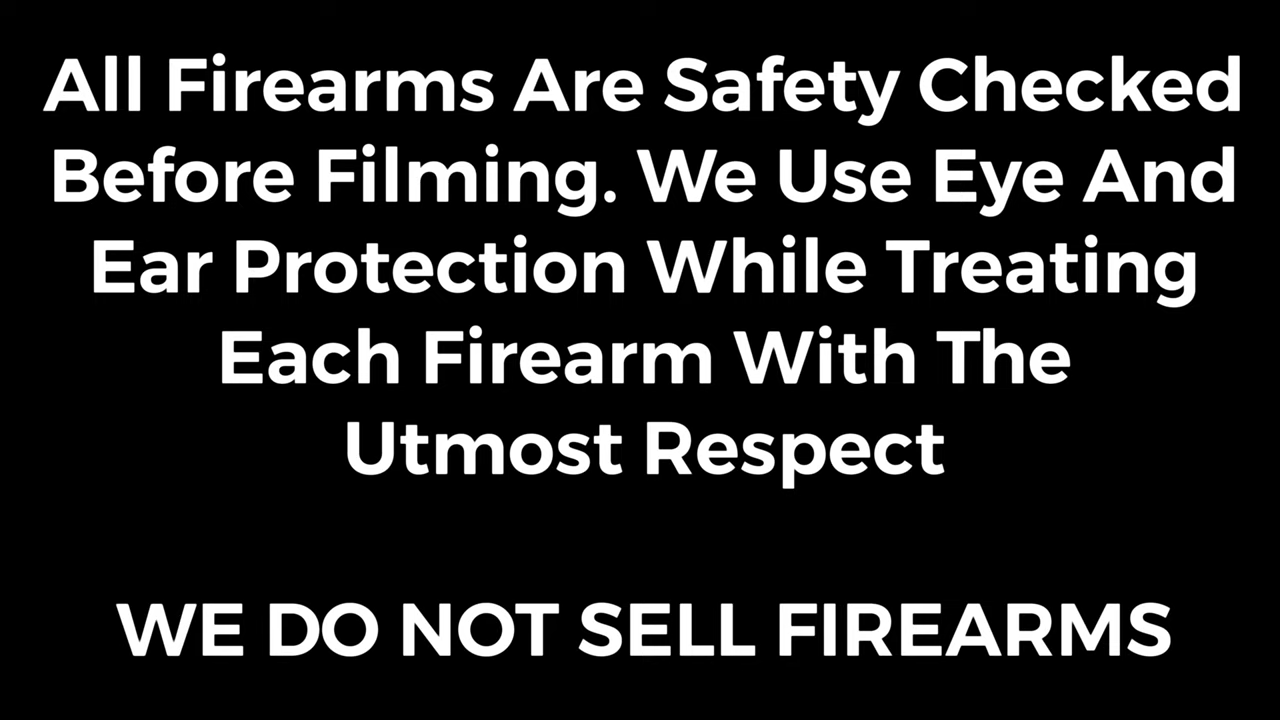 All Firearms Are Safety Checked
Before Filming. We Use Eye And
Ear Protection While Treating
Each Firearm With The
Utmost Respect
WE DO NOT SELL FIREARMS